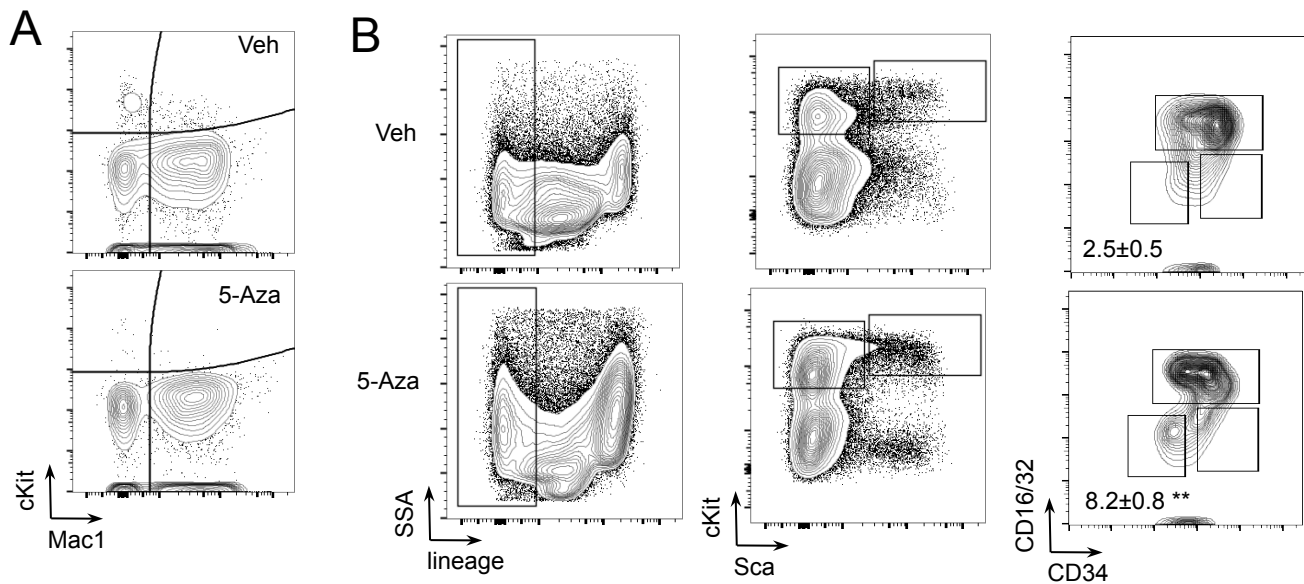 A
Veh
5-Aza
cKit
Mac1
B
Veh
5-Aza
SSA
lineage
cKit
Sca
2.5±0.5
8.2±0.8 **
CD16/32
CD34